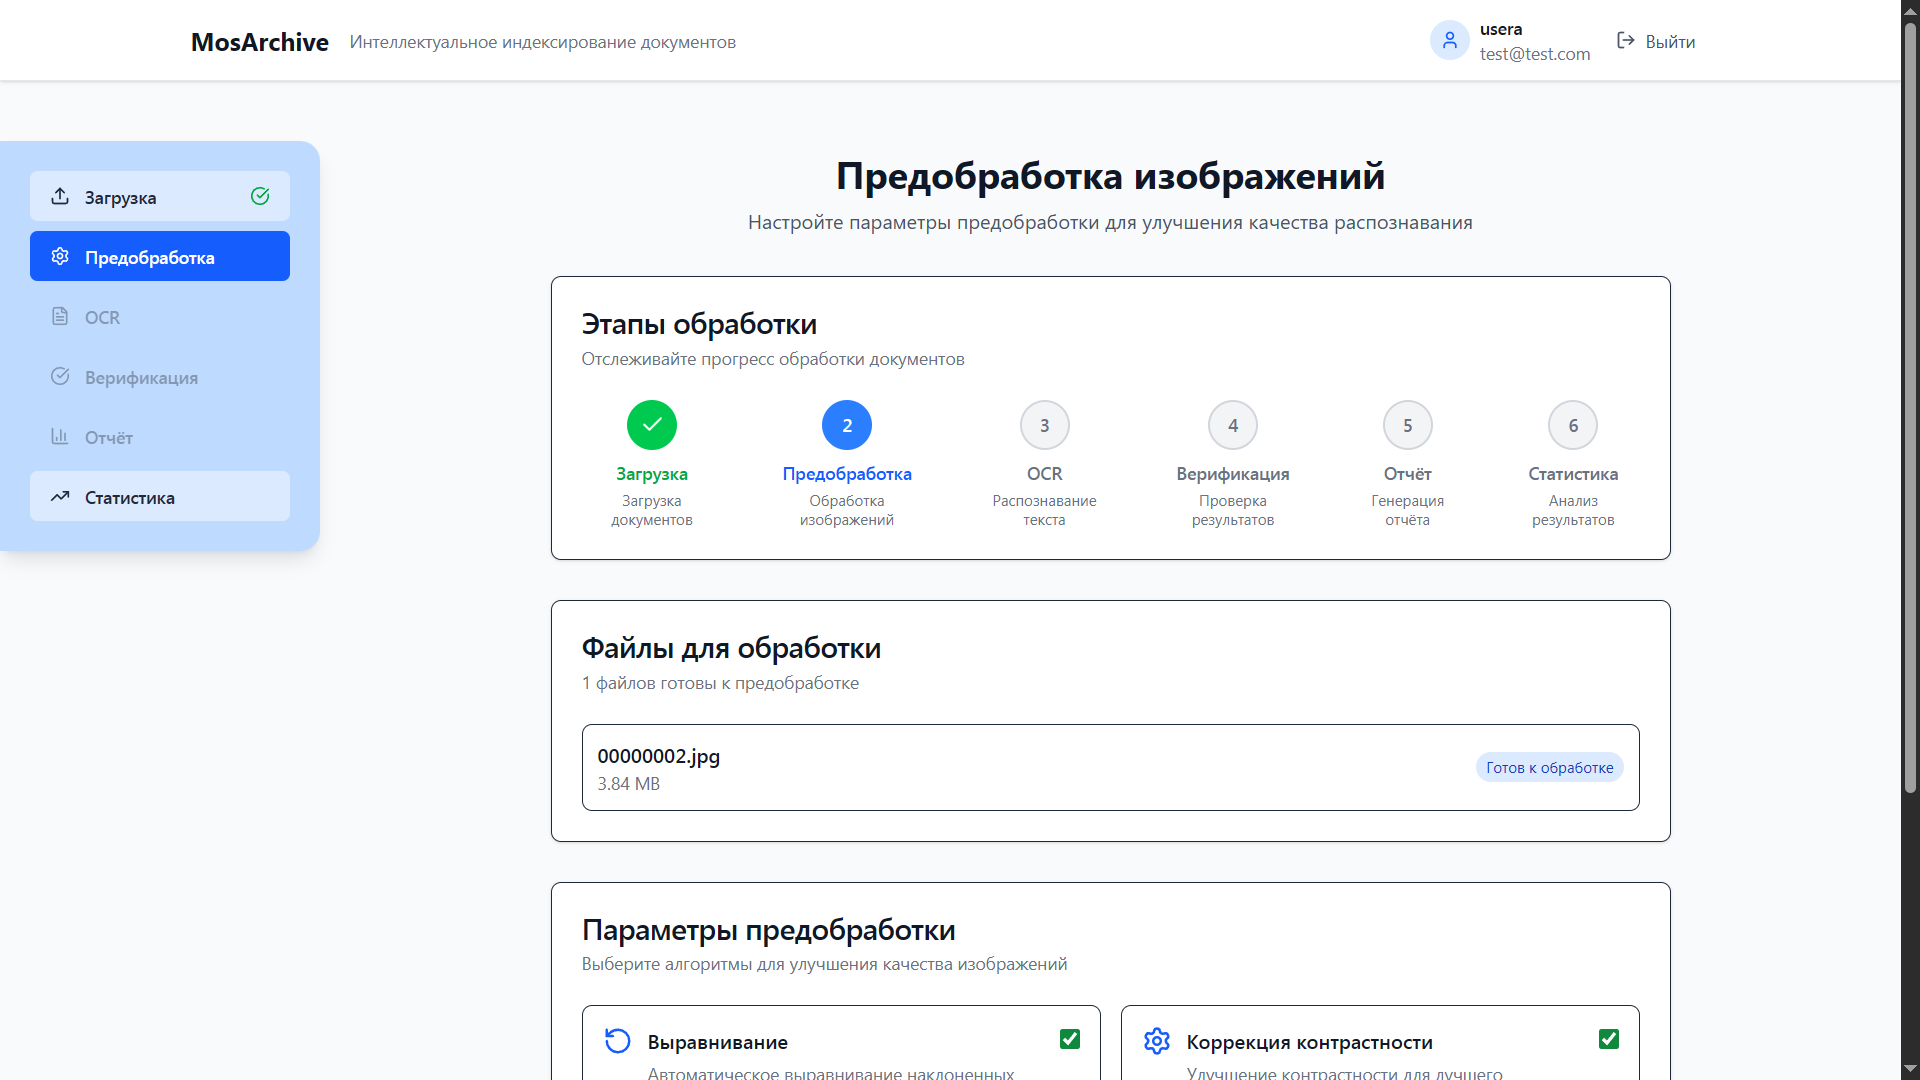 MosArchive
Интеллектуальное индексирование документов
usera
test@test.com
Выйти
Загрузка
Предобработка
OCR
Верификация
Отчёт
Статистика
Предобработка изображений
Настройте параметры предобработки для улучшения качества распознавания
Этапы обработки
Отслеживайте прогресс обработки документов
2
3
4
5
6
Загрузка
Предобработка
OCR
Верификация
Отчёт
Статистика
Загрузка
документов
Обработка
изображений
Распознавание
текста
Проверка
результатов
Генерация
отчёта
Анализ
результатов
Файлы для обработки
1 файлов готовы к предобработке
00000002.jpg
3.84 MB
Готов к обработке
Параметры предобработки
Выберите алгоритмы для улучшения качества изображений
Выравнивание
Автоматическое выравнивание наклоненных
Коррекция контрастности
Улучшение контрастности для лучшего